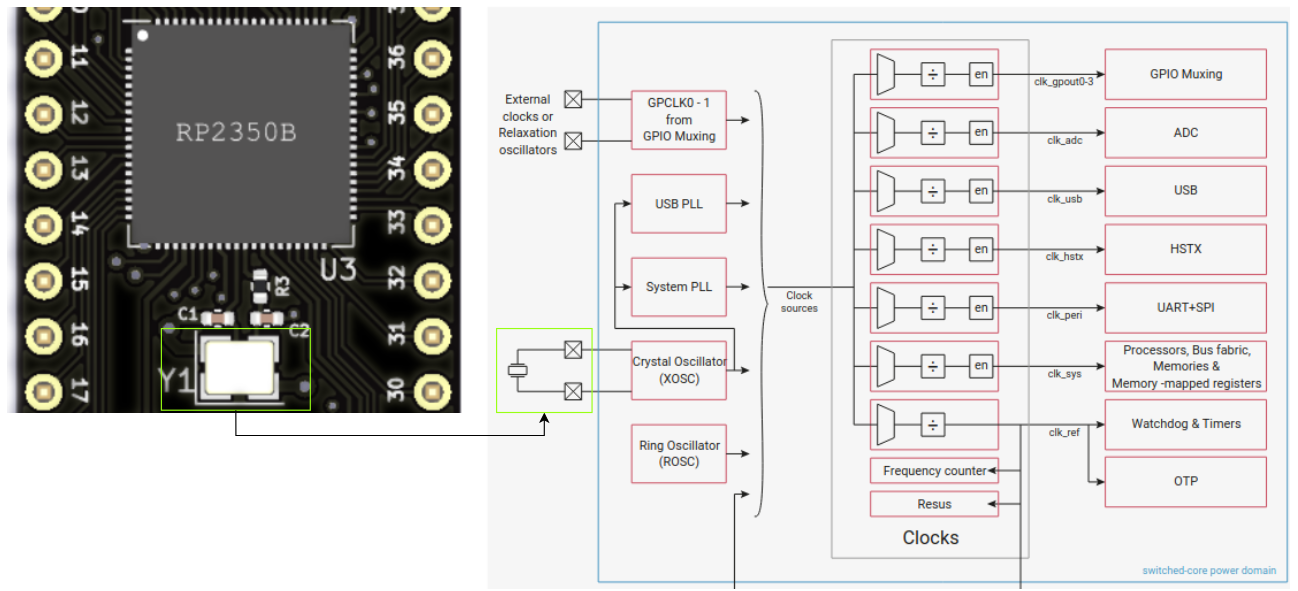 11
12
13
14
15
16
17
36
35
34
33
32
31
30
RP2350B
U3
R3
C1
C2
Y1
External
clocks or
Relaxation
oscillators
GPCLK0 - 1
from
GPIO Muxing
USB PLL
System PLL
Crystal Oscillator
(XOSC)
Ring Oscillator
(ROSC)
Clock
sources
÷
en
clk_gpout0-3
GPIO Muxing
÷
en
clk_adc
ADC
÷
en
clk_usb
USB
÷
en
clk_hstx
HSTX
÷
en
clk_peri
UART+SPI
÷
en
clk_sys
Processors, Bus fabric,
Memories &
Memory -mapped registers
÷
clk_ref
Watchdog & Timers
OTP
Frequency counter
Resus
Clocks
switched-core power domain